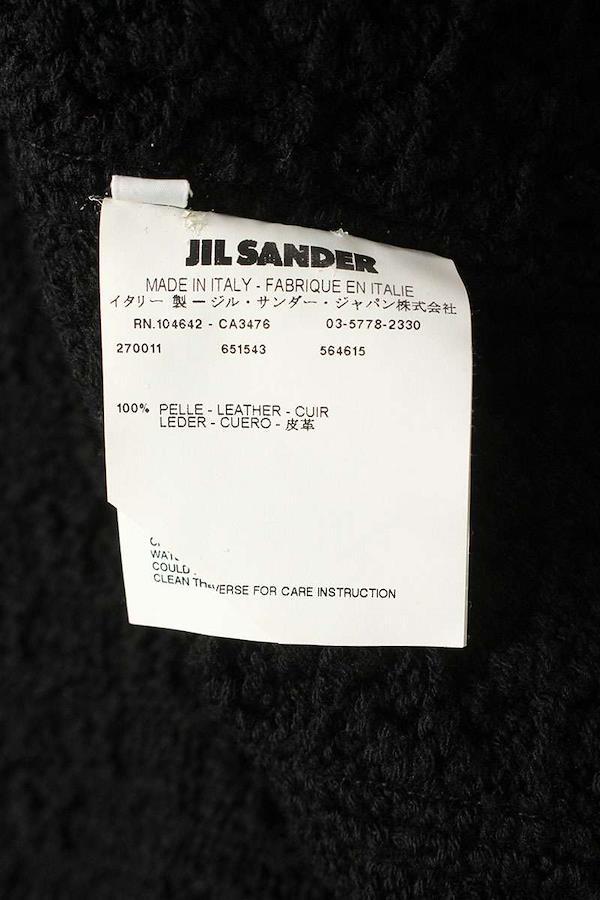 JIL SANDER
MADE IN ITALY - FABRIQUE EN ITALIE
イタリー 製 ージル・サンダー・ジャパン株式会社
RN.104642 - CA3476 03-5778-2330
270011 651543 564615
100% PELLE - LEATHER - CUIR
LEDER - CUERO - 皮革
COULD
CLEAN
FOR CARE INSTRUCTION